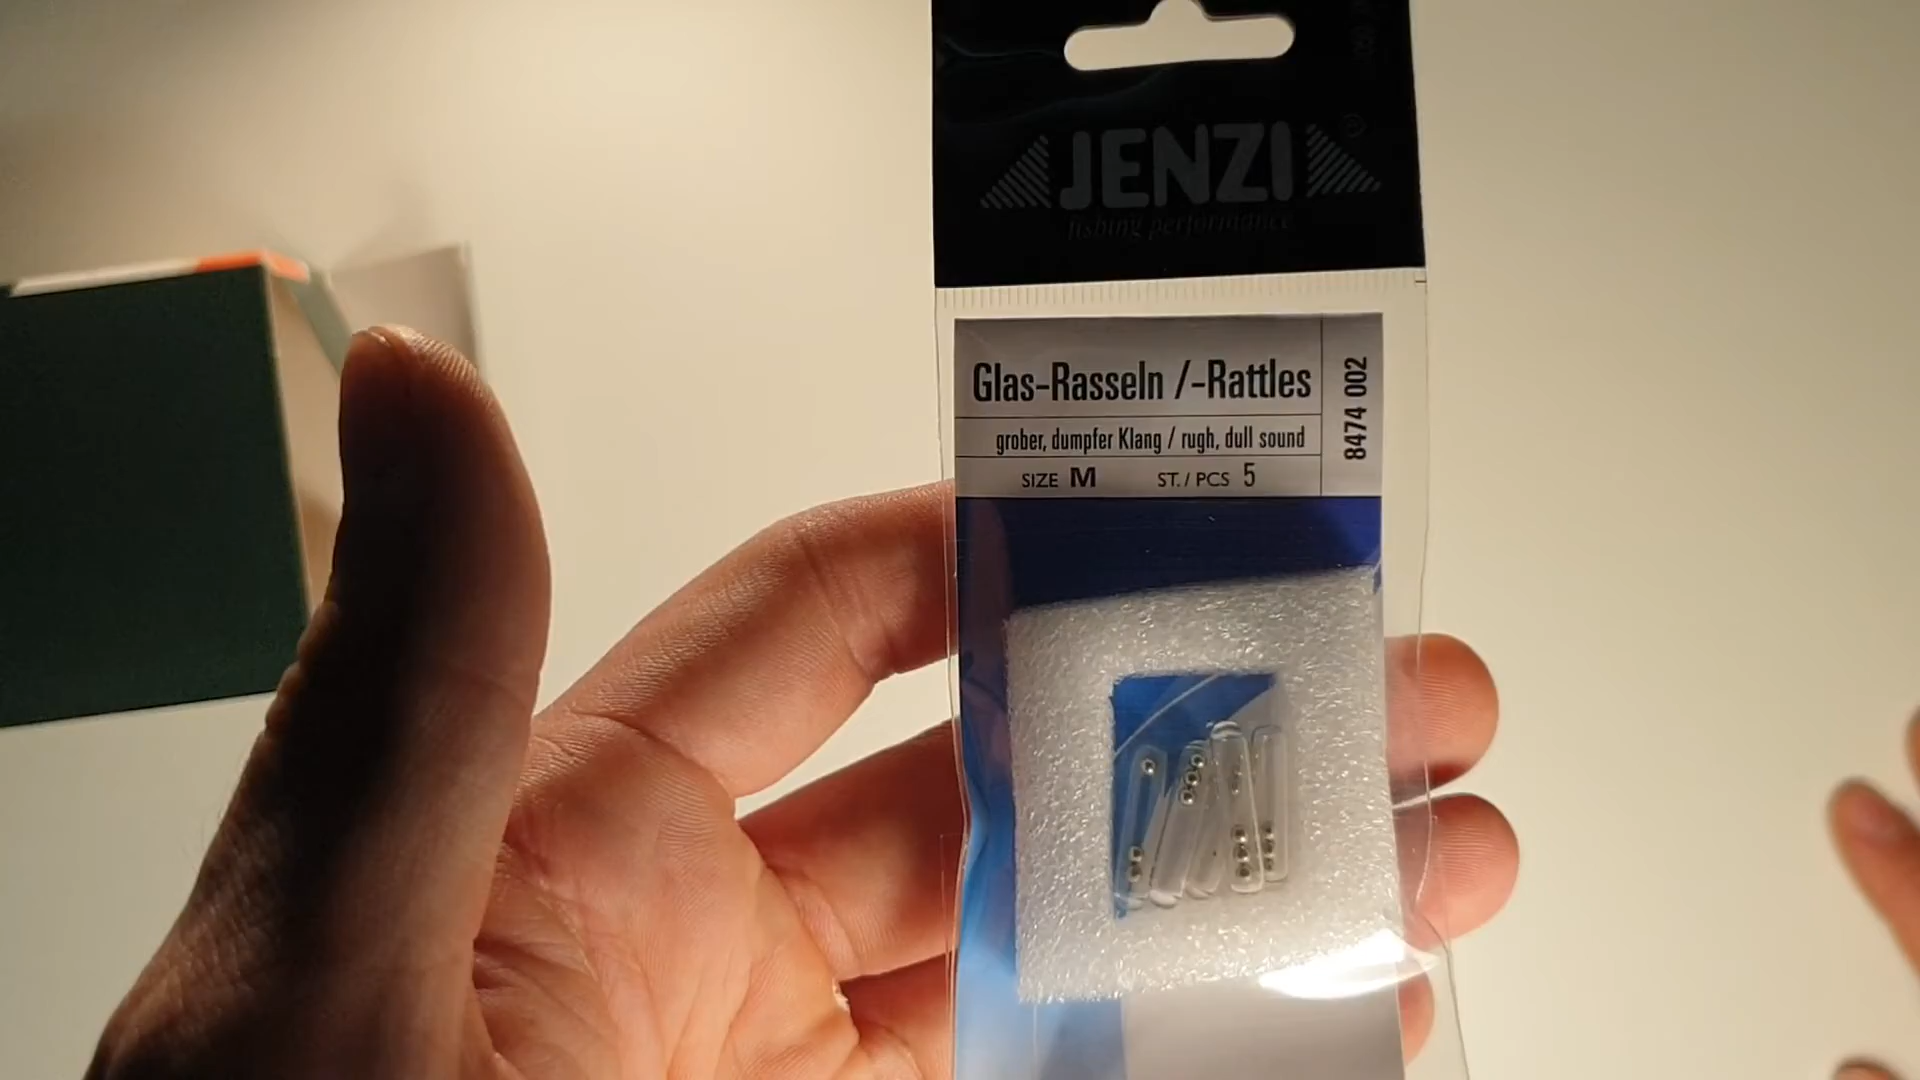 JENZI
fishing performance
Glas-Rasseln /-Rattles
grober, dumpfer Klang / rugh, dull sound
SIZE M ST. / PCS 5
8474 002